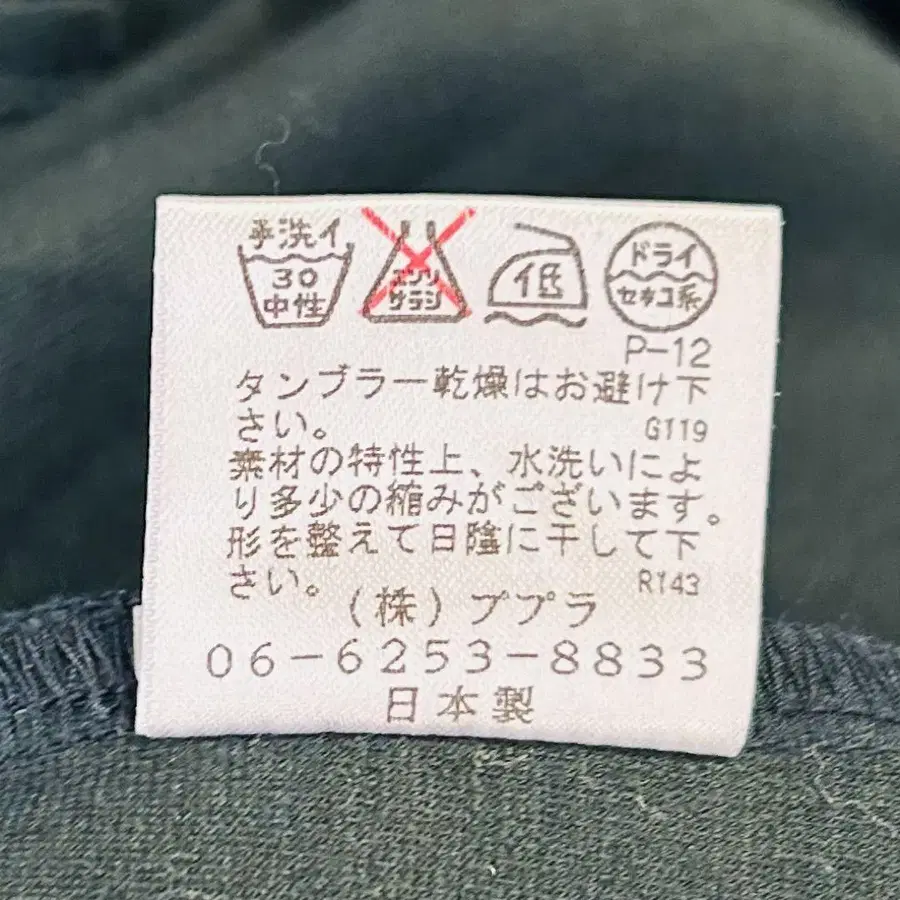 手洗イ
30
中性
エンソ
サラシ
低
ドライ
セキユ系
P-12
タンブラー乾燥はお避け下
さい。
G119
素材の特性上、水洗いによ
り多少の縮みがございます。
形を整えて日陰に干して下
さい。
R143
(株)ププラ
06-6253-8833
日本製